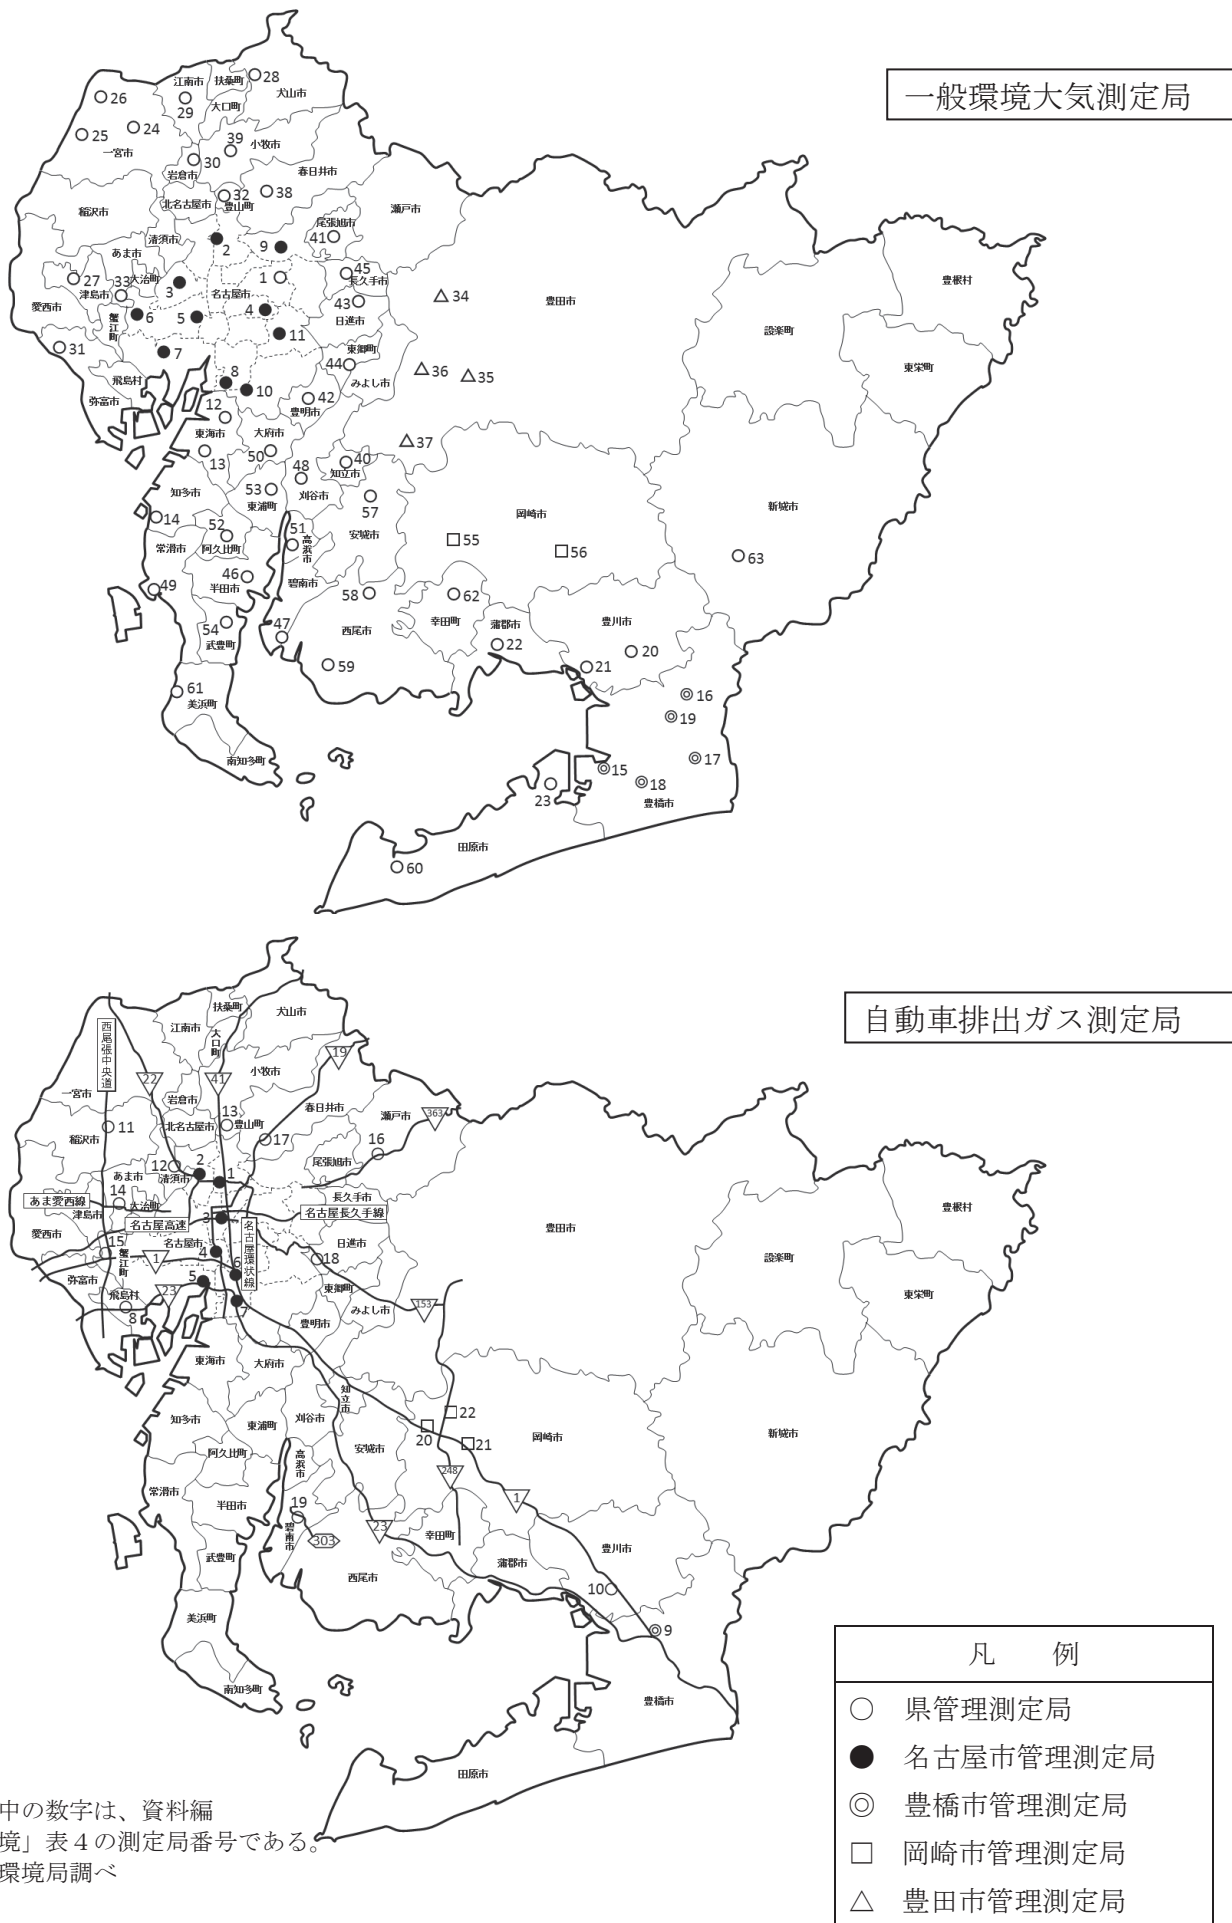 一般環境大気測定局
28
江南市
扶桑町
犬山市
26
29
大口町
25
24
一宮市
39
小牧市
30
岩倉市
春日井市
稲沢市
北名古屋市
32
豊山町
38
瀬戸市
尾張旭市
41
清須市
2
9
あま市
27
33
大治町
3
1
45
長久手市
津島市
名古屋市
愛西市
43
34
豊田市
豊根村
蟹江町
6
5
4
日進市
11
設楽町
31
7
東郷町
44
36
35
東栄町
飛島村
8
みよし市
弥富市
10
42
12
豊明市
東海市
大府市
37
13
50
48
40
知立市
知多市
53
刈谷市
東浦町
57
新城市
14
52
51
岡崎市
常滑市
阿久比町
高浜市
安城市
55
56
63
46
49
半田市
碧南市
58
62
54
47
西尾市
幸田町
蒲郡市
豊川市
武豊町
22
20
59
21
61
16
美浜町
19
南知多町
17
15
18
23
豊橋市
田原市
60
自動車排出ガス測定局
扶桑町
江南市
犬山市
大口町
西尾張中央道
19
22
41
小牧市
一宮市
岩倉市
春日井市
瀬戸市
363
11
北名古屋市
13
豊山町
稲沢市
17
16
12
2
尾張旭市
あま市
清須市
1
14
長久手市
あま愛西線
大治町
津島市
3
名古屋長久手線
名古屋高速
豊根村
愛西市
名古屋市
名古屋環状線
日進市
豊田市
15
蟹江町
1
4
18
設楽町
弥富市
5
6
飛島村
23
東郷町
東栄町
8
7
みよし市
153
豊明市
東海市
大府市
知立市
知多市
東浦町
刈谷市
22
20
21
岡崎市
新城市
阿久比町
高浜市
安城市
248
常滑市
半田市
19
1
碧南市
303
23
幸田町
武豊町
蒲郡市
豊川市
西尾市
10
美浜町
9
南知多町
豊橋市
田原市
凡 例
○ 県管理測定局
● 名古屋市管理測定局
◎ 豊橋市管理測定局
□ 岡崎市管理測定局
△ 豊田市管理測定局
中の数字は、資料編
境」表４の測定局番号である。
環境局調べ